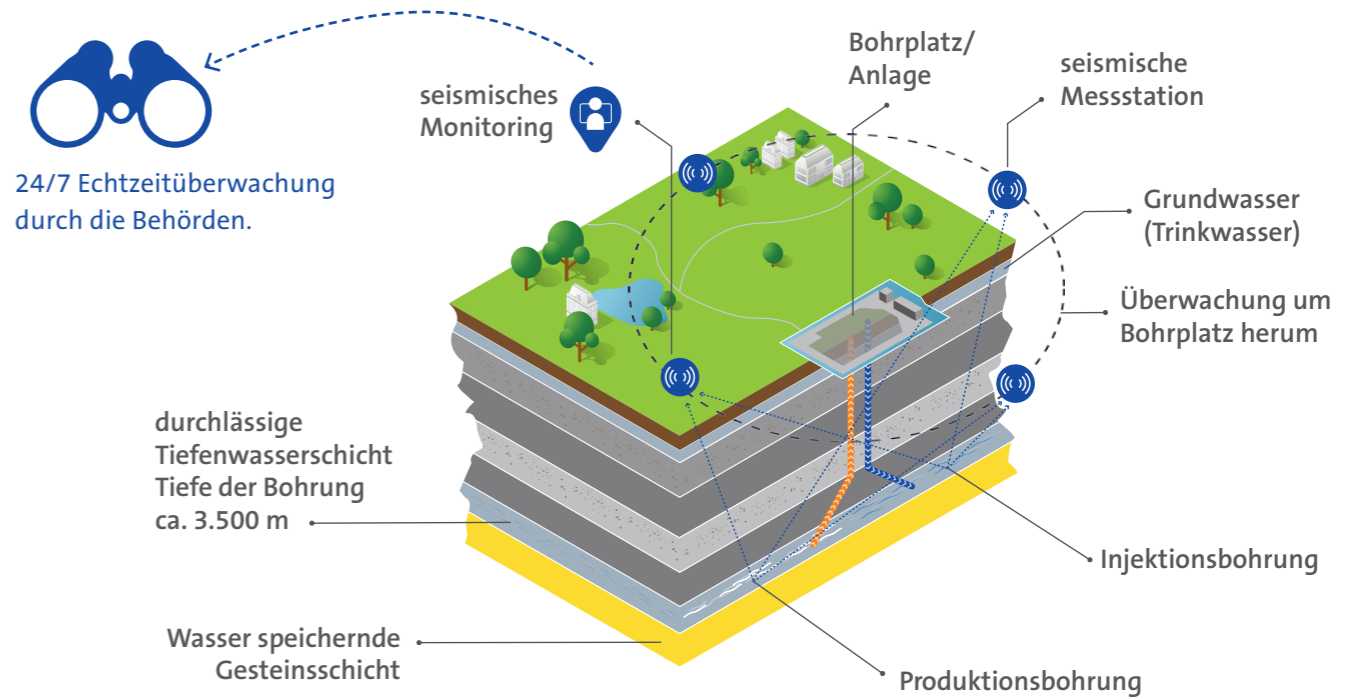 24/7 Echtzeitüberwachung
durch die Behörden.
seismisches
Monitoring
Bohrplatz/
Anlage
seismische
Messstation
Grundwasser
(Trinkwasser)
Überwachung um
Bohrplatz herum
durchlässige
Tiefenwasserschicht
Tiefe der Bohrung
ca. 3.500 m
Injektionsbohrung
Wasser speichernde
Gesteinsschicht
Produktionsbohrung